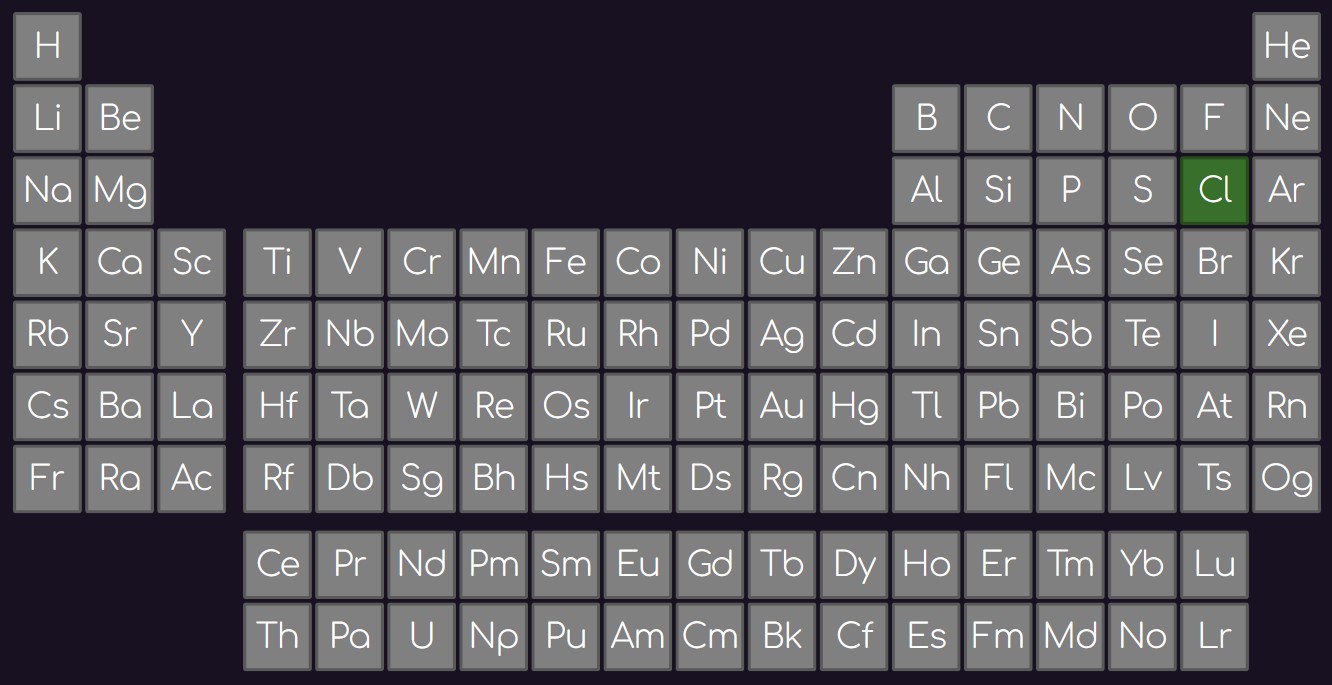 H He
Li Be B C N O F Ne
Na Mg Al Si P S Cl Ar
K Ca Sc Ti V Cr Mn Fe Co Ni Cu Zn Ga Ge As Se Br Kr
Rb Sr Y Zr Nb Mo Tc Ru Rh Pd Ag Cd In Sn Sb Te I Xe
Cs Ba La Hf Ta W Re Os Ir Pt Au Hg Tl Pb Bi Po At Rn
Fr Ra Ac Rf Db Sg Bh Hs Mt Ds Rg Cn Nh Fl Mc Lv Ts Og
Ce Pr Nd Pm Sm Eu Gd Tb Dy Ho Er Tm Yb Lu
Th Pa U Np Pu Am Cm Bk Cf Es Fm Md No Lr